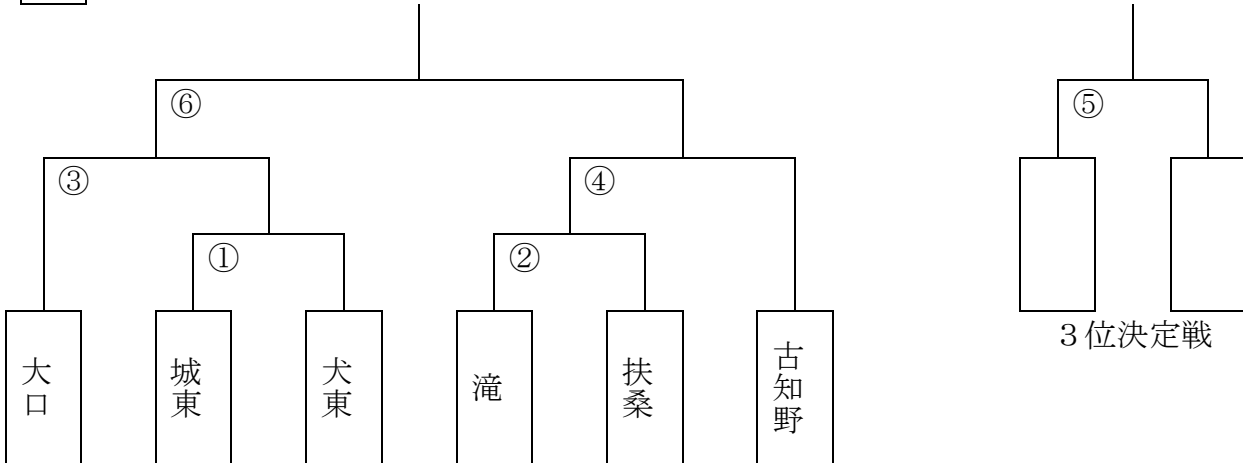 ⑥
⑤
③
④
①
②
３位決定戦
大口
城東
犬東
滝
扶桑
古知野